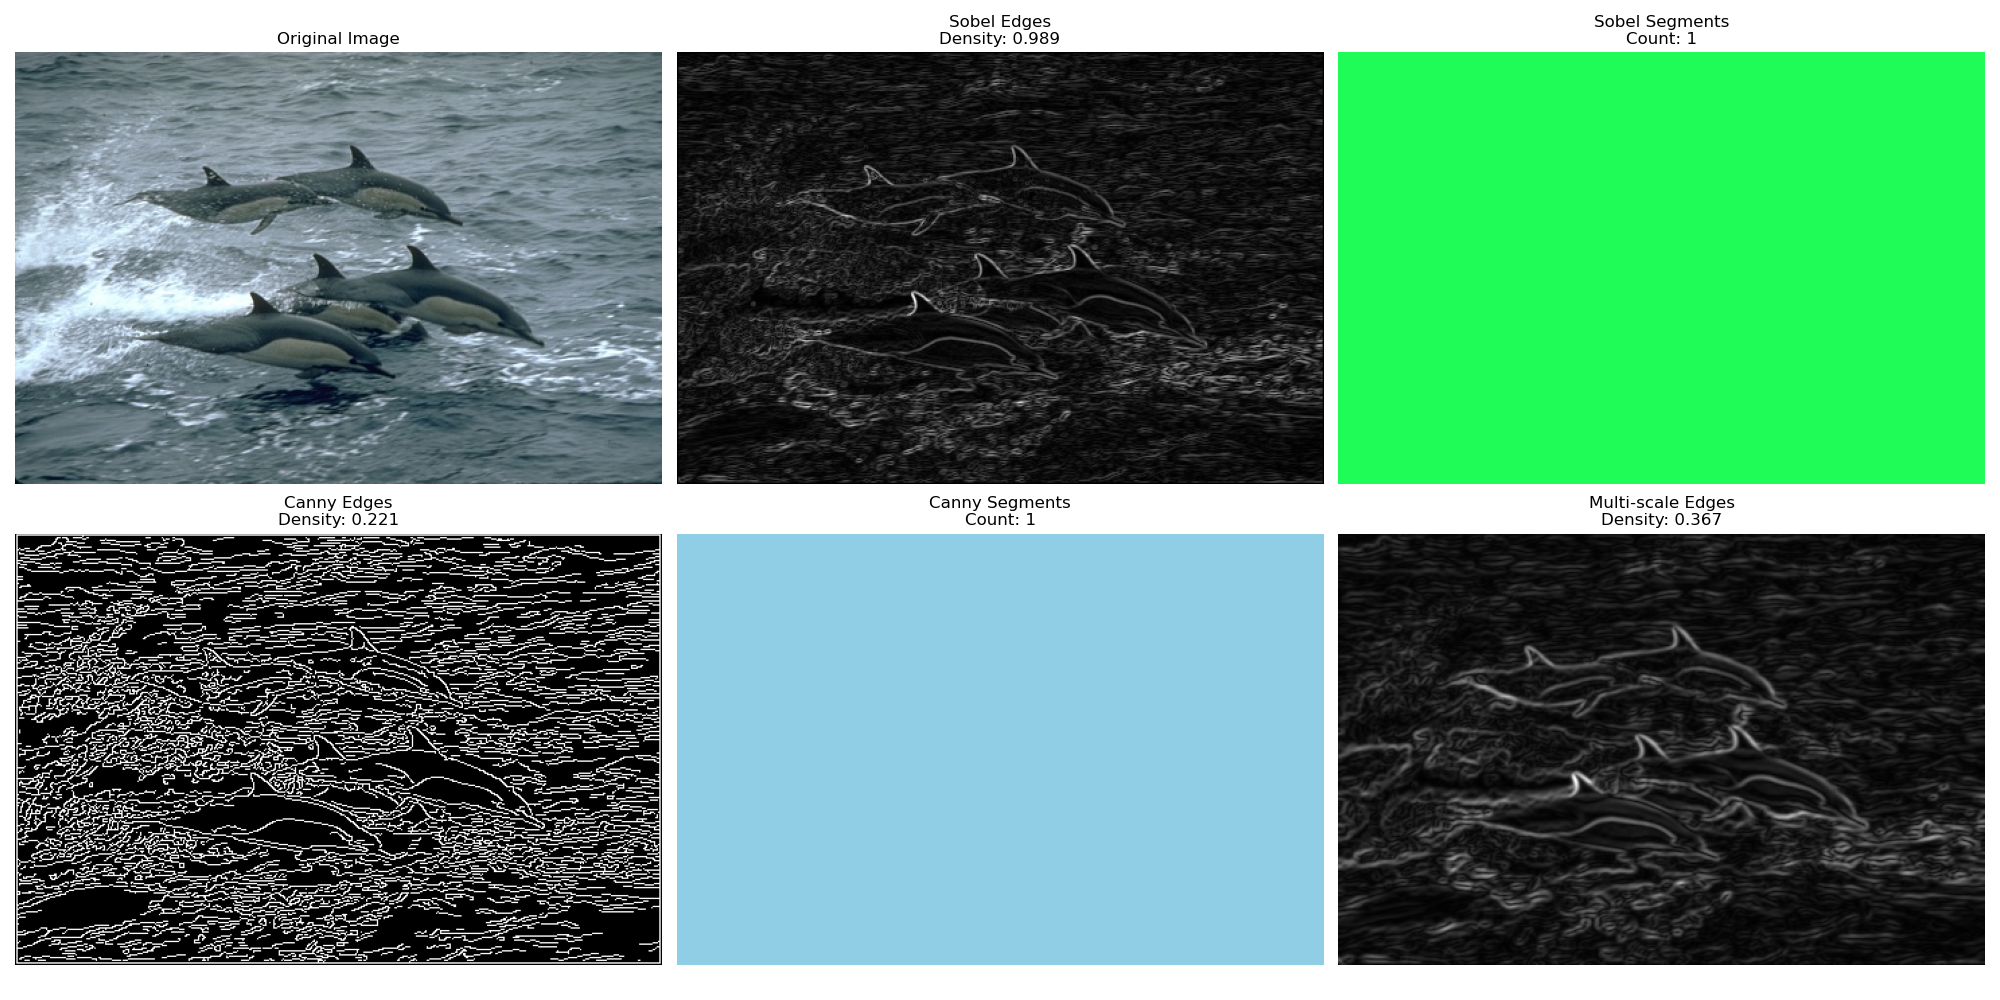 Original Image
Sobel Edges
Density: 0.989
Sobel Segments
Count: 1
Canny Edges
Density: 0.221
Canny Segments
Count: 1
Multi-scale Edges
Density: 0.367